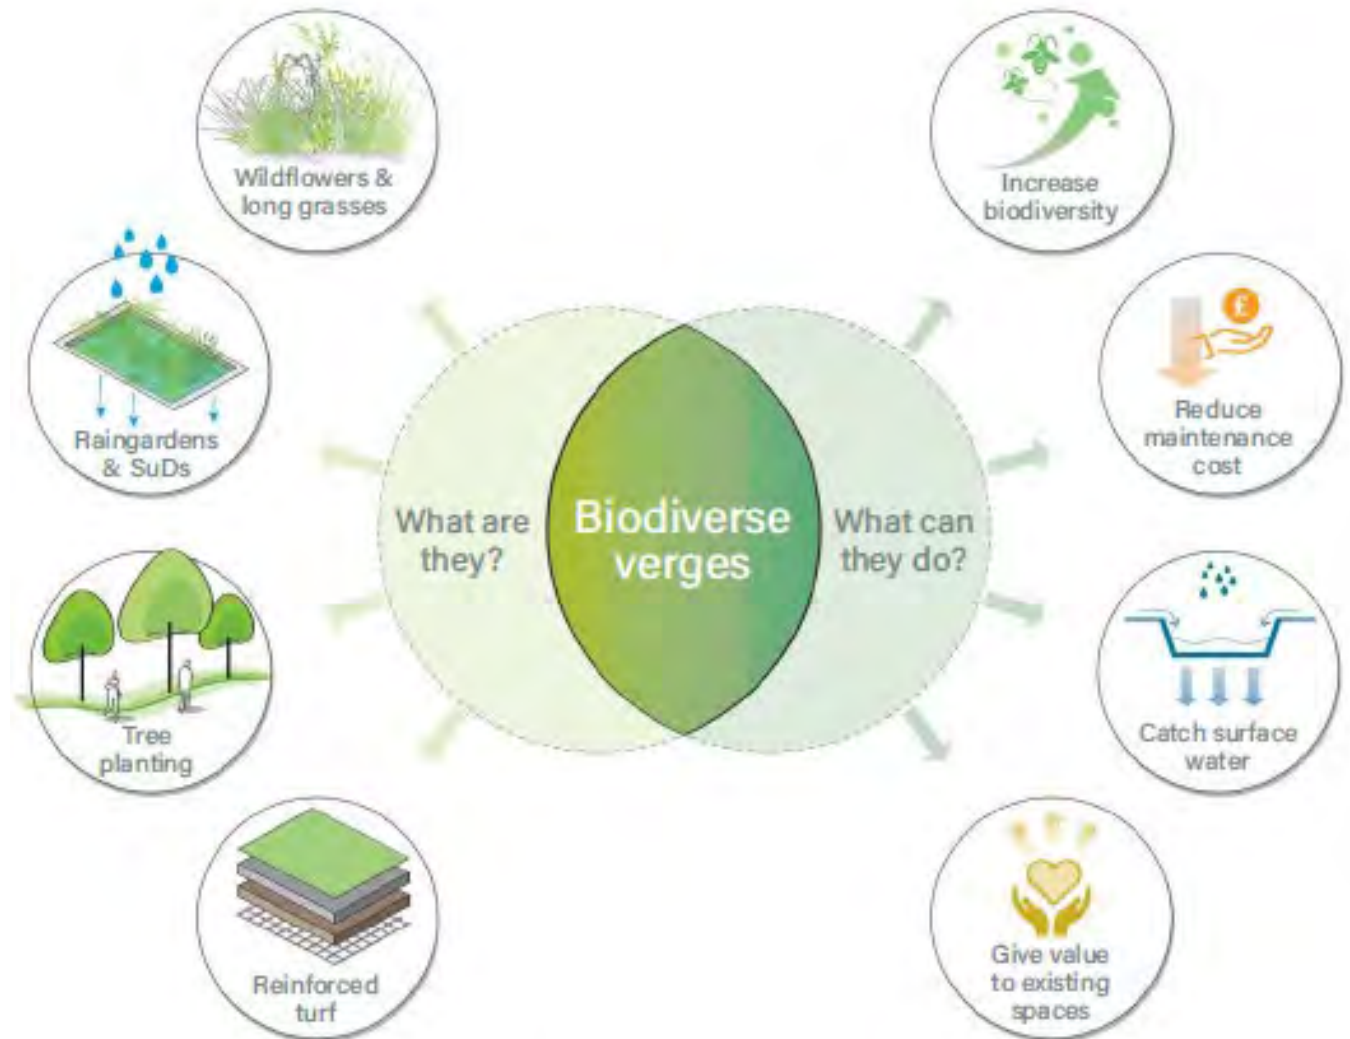 Wildflowers &
long grasses
Raingardens
& SuDs
Tree
planting
Reinforced
turf
What are
they?
Biodiverse
verges
What can
they do?
Increase
biodiversity
£
Reduce
maintenance
cost
Catch surface
water
Give value
to existing
spaces